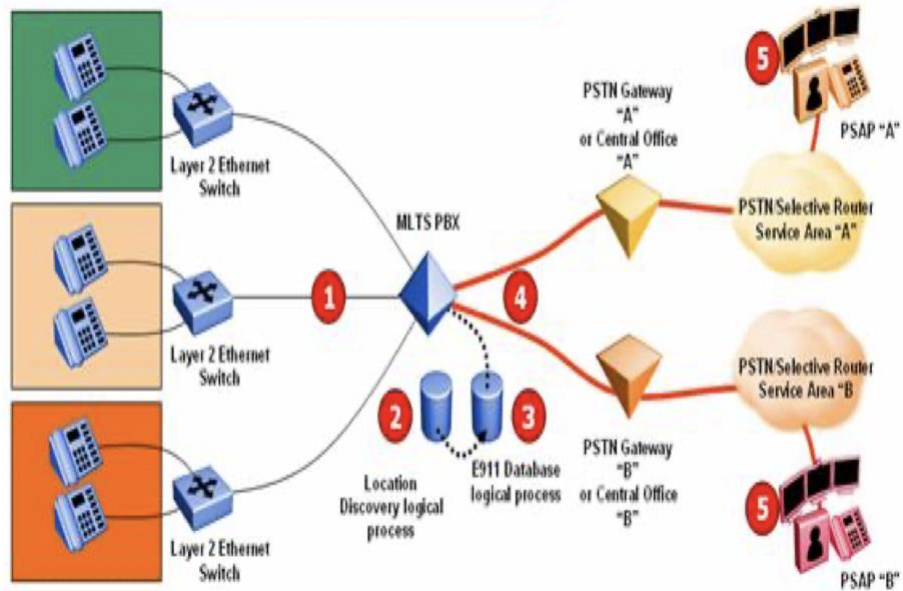 5
PSAP "A"
PSTN Gateway
"A"
or Central Office
"A"
Layer 2 Ethernet
Switch
MLTS PBX
PSTN/Selective Router
Service Area "A"
1
4
Layer 2 Ethernet
Switch
2
3
PSTN/Selective Router
Service Area "B
Location
Discovery logical
process
E911 Database
logical process
PSTN Gateway
"B"
or Central Office
"B"
5
Layer 2 Ethernet
Switch
PSAP "B"